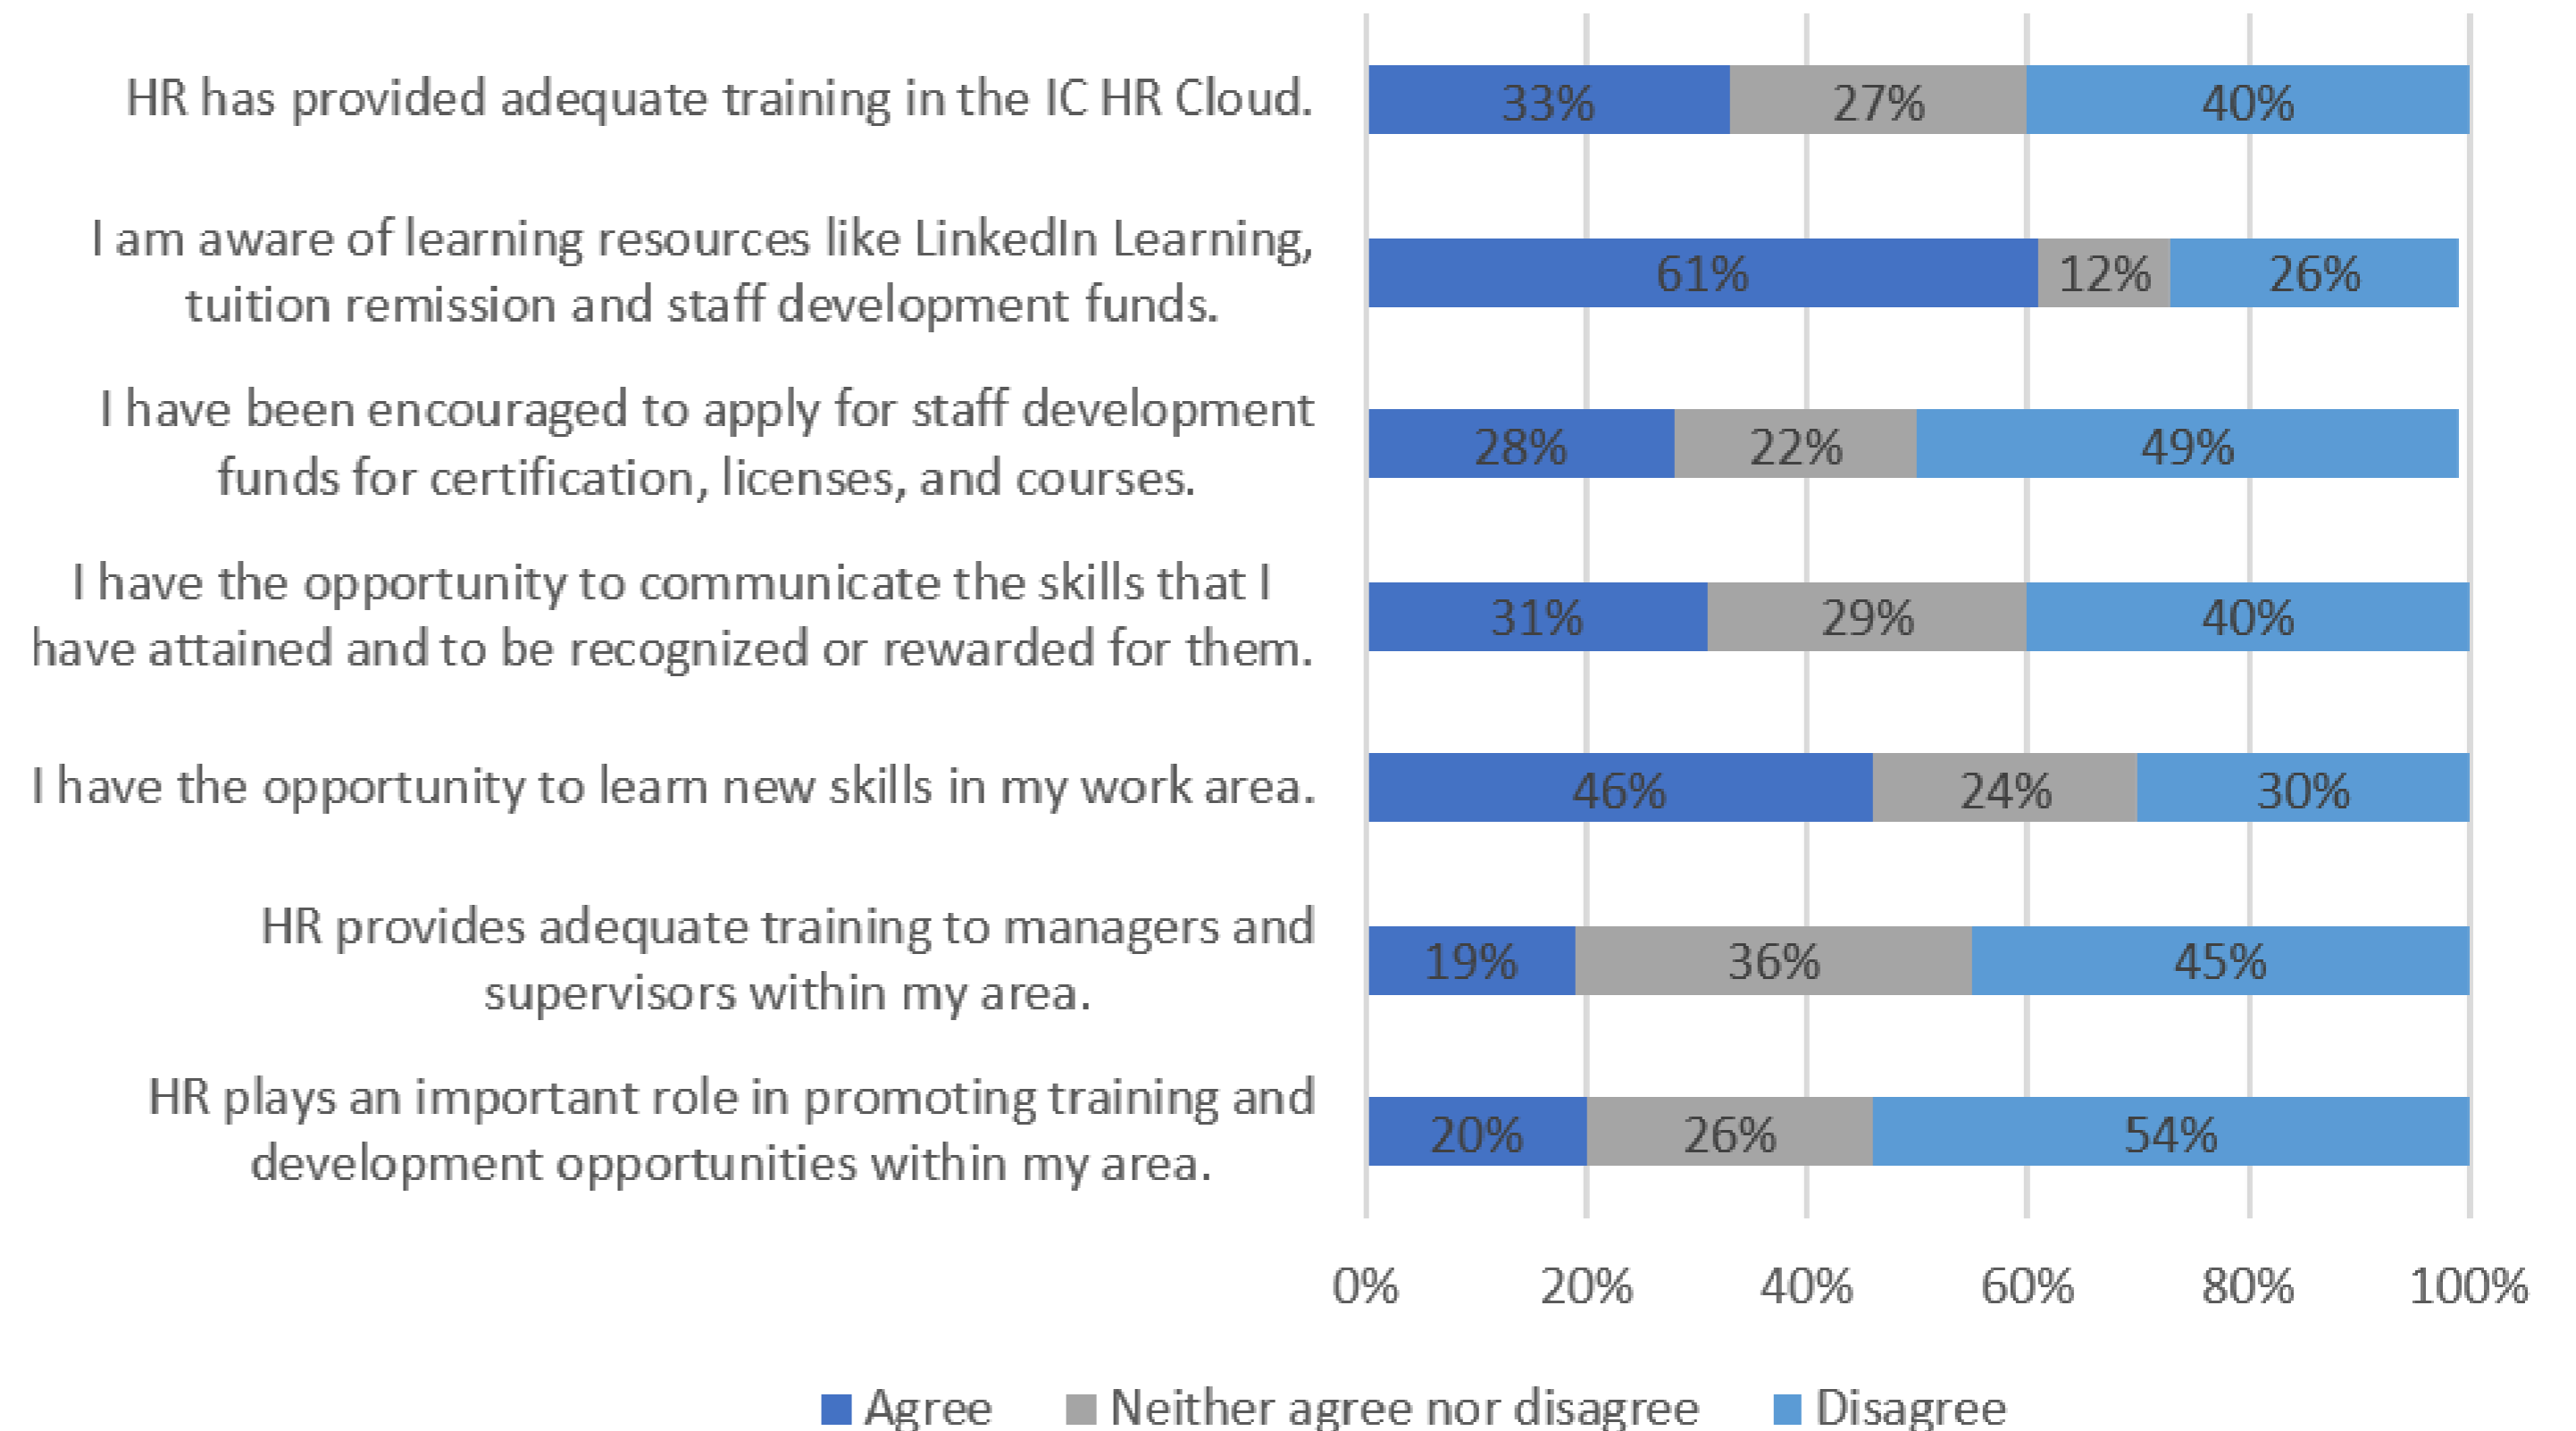 HR has provided adequate training in the IC HR Cloud.
33% 27% 40%
I am aware of learning resources like LinkedIn Learning,
tuition remission and staff development funds.
61% 12% 26%
I have been encouraged to apply for staff development
funds for certification, licenses, and courses.
28% 22% 49%
I have the opportunity to communicate the skills that I
have attained and to be recognized or rewarded for them.
31% 29% 40%
I have the opportunity to learn new skills in my work area.
46% 24% 30%
HR provides adequate training to managers and
supervisors within my area.
19% 36% 45%
HR plays an important role in promoting training and
development opportunities within my area.
20% 26% 54%
0% 20% 40% 60% 80% 100%
Agree Neither agree nor disagree Disagree